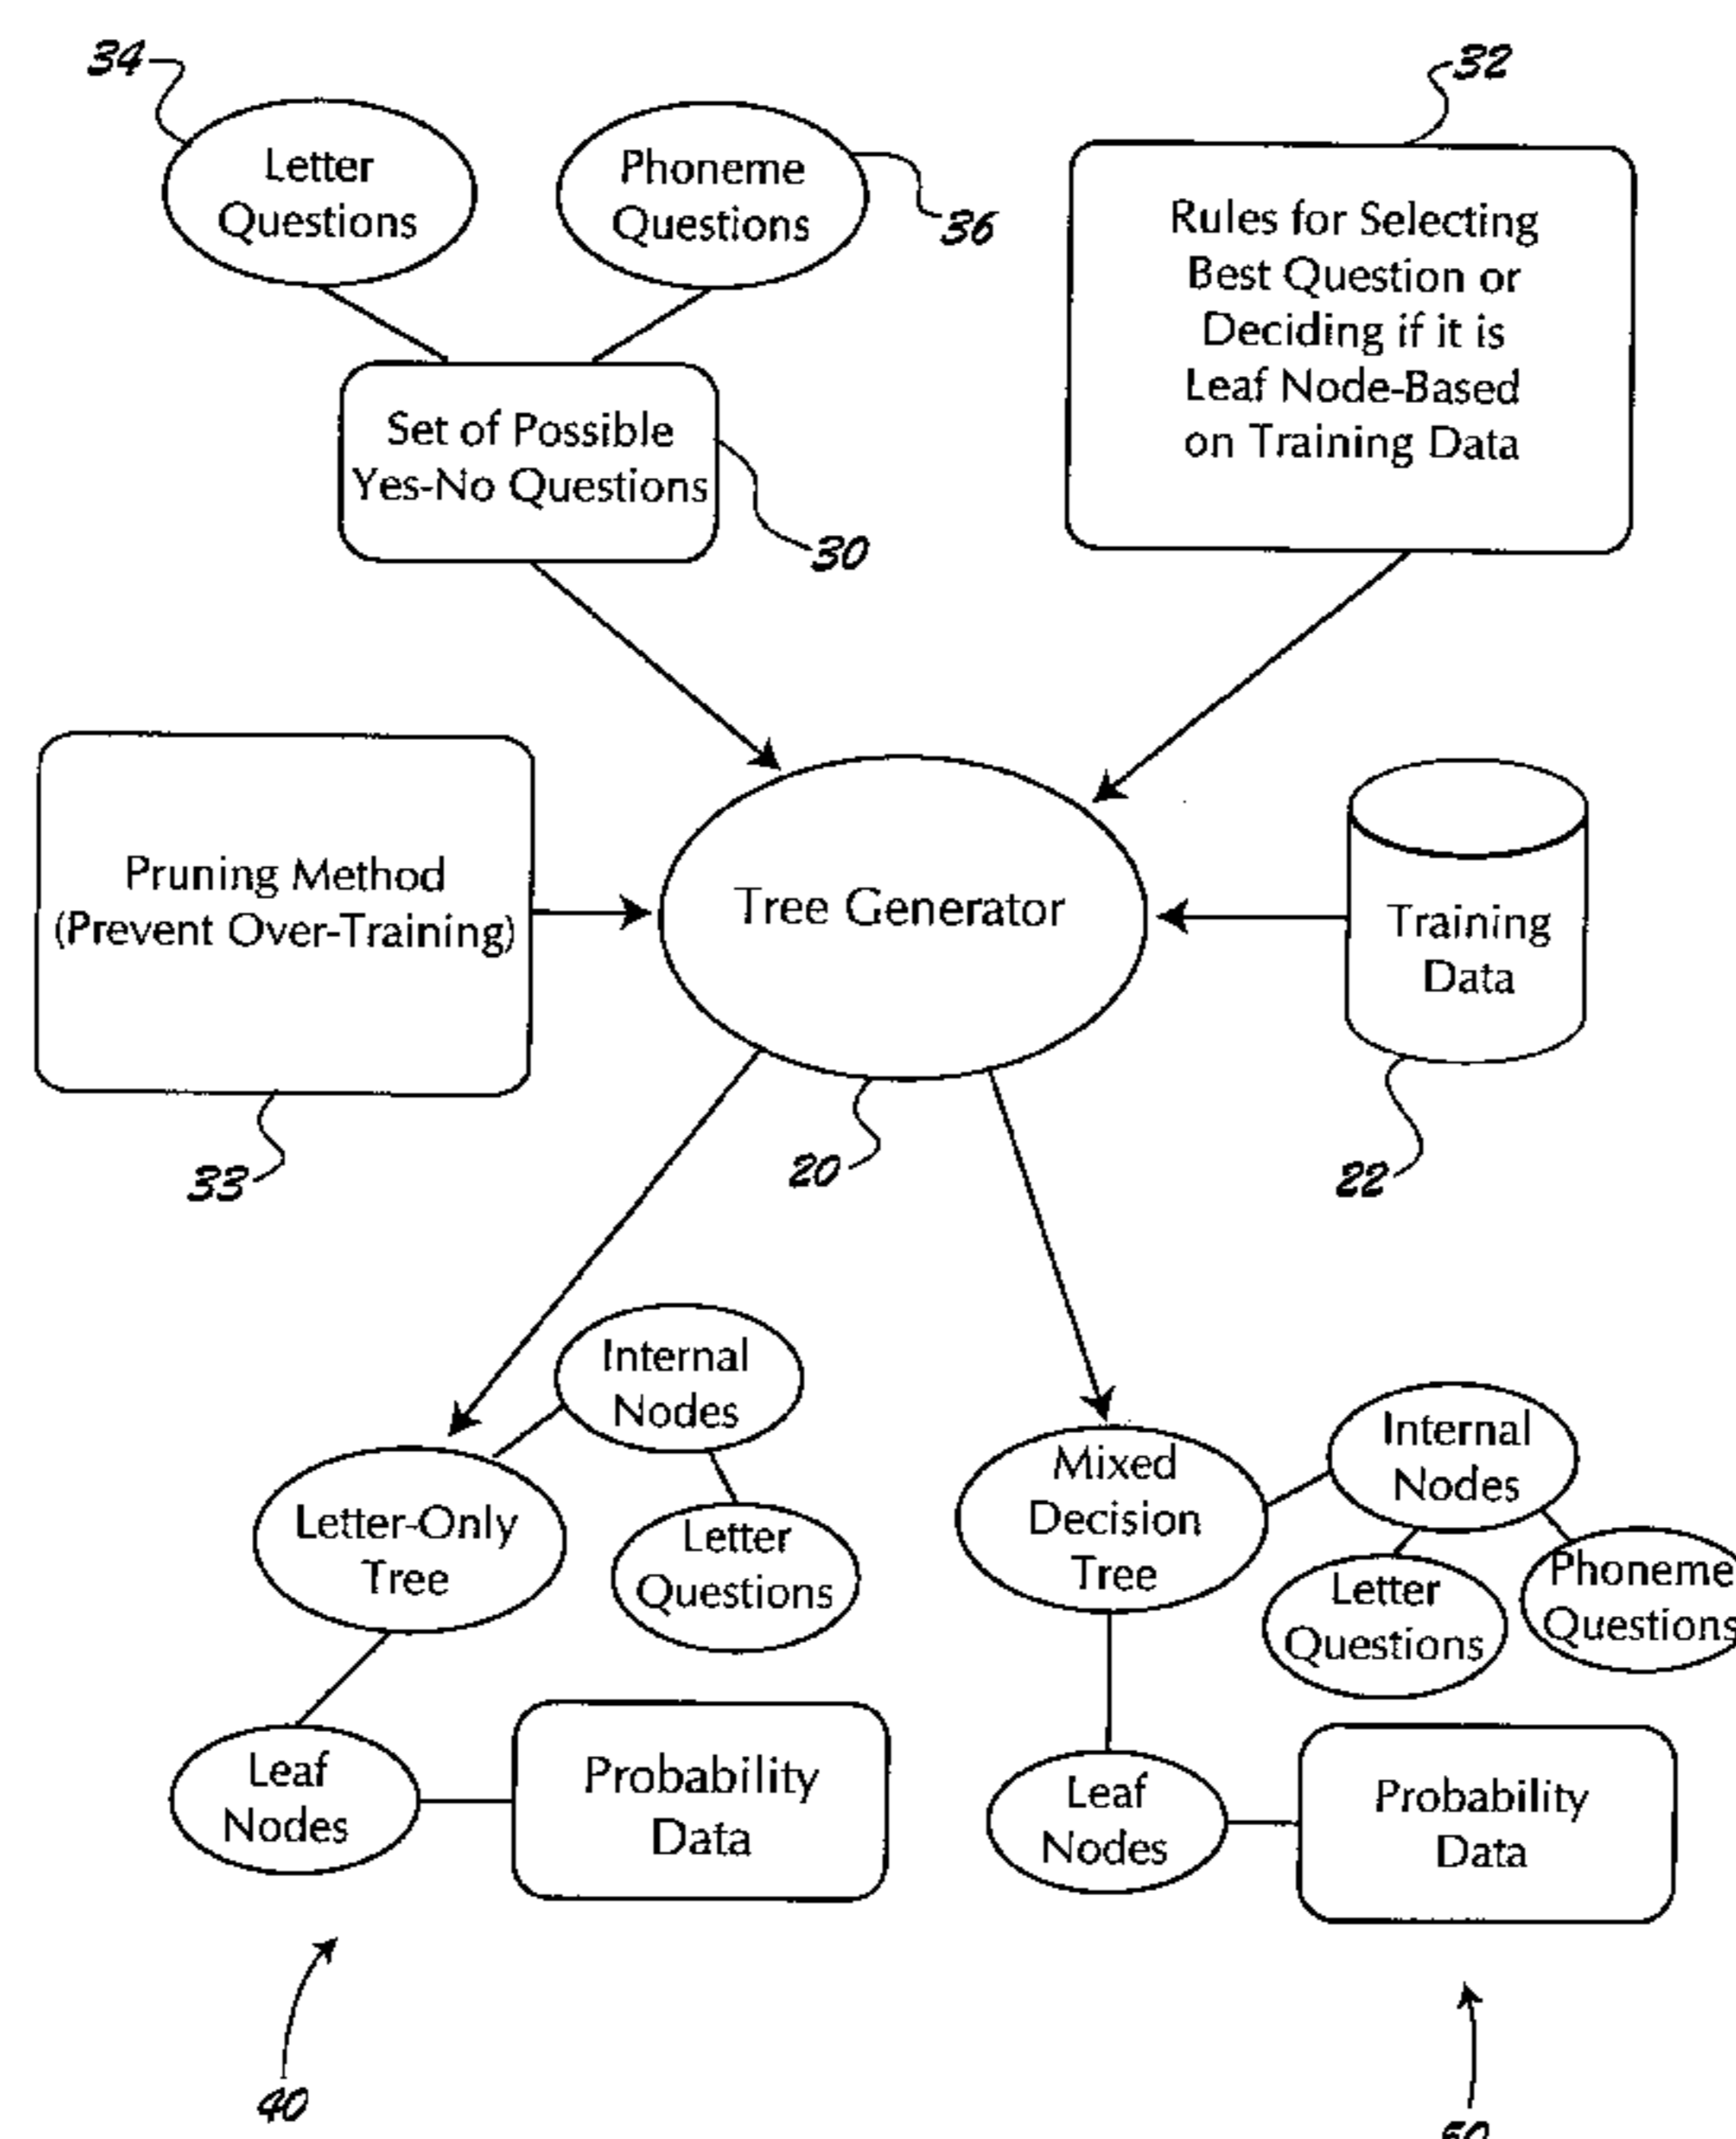 34
32
Letter
Questions
Phoneme
Questions
36
Rules for Selecting
Best Question or
Deciding if it is
Leaf Node-Based
on Training Data
Set of Possible
Yes-No Questions
30
Pruning Method
(Prevent Over-Training)
Tree Generator
Training
Data
33
20
22
Internal
Nodes
Letter-Only
Tree
Letter
Questions
Mixed
Decision
Tree
Internal
Nodes
Letter
Questions
Phoneme
Questions
Leaf
Nodes
Probability
Data
Leaf
Nodes
Probability
Data
40